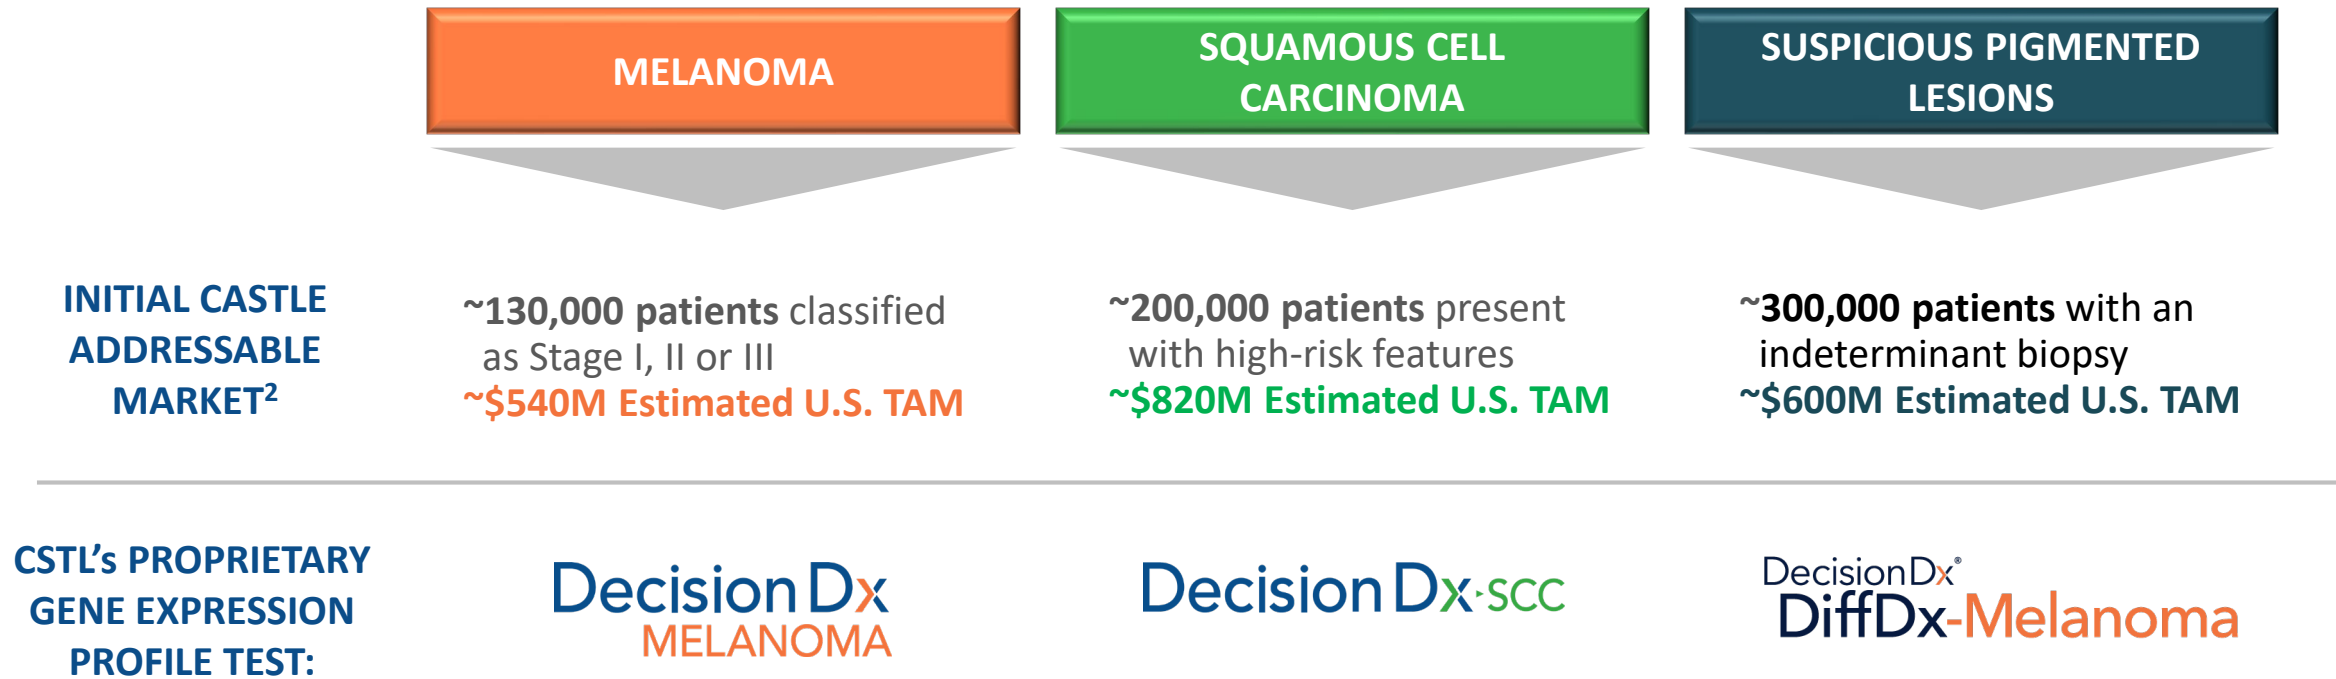 MELANOMA
SQUAMOUS CELL
CARCINOMA
SUSPICIOUS PIGMENTED
LESIONS
INITIAL CASTLE
ADDRESSABLE
MARKET²
~130,000 patients classified
as Stage I, II or III
~$540M Estimated U.S. TAM
~200,000 patients present
with high-risk features
~$820M Estimated U.S. TAM
~300,000 patients with an
indeterminant biopsy
~$600M Estimated U.S. TAM
CSTL's PROPRIETARY
GENE EXPRESSION
PROFILE TEST:
DecisionDx
MELANOMA
DecisionDx·SCC
DecisionDx®
DiffDx-Melanoma